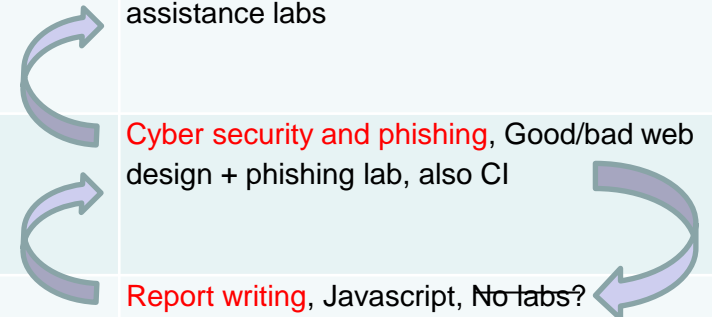 assistance labs
Cyber security and phishing, Good/bad web
design + phishing lab, also CI
Report writing, Javascript, No labs?